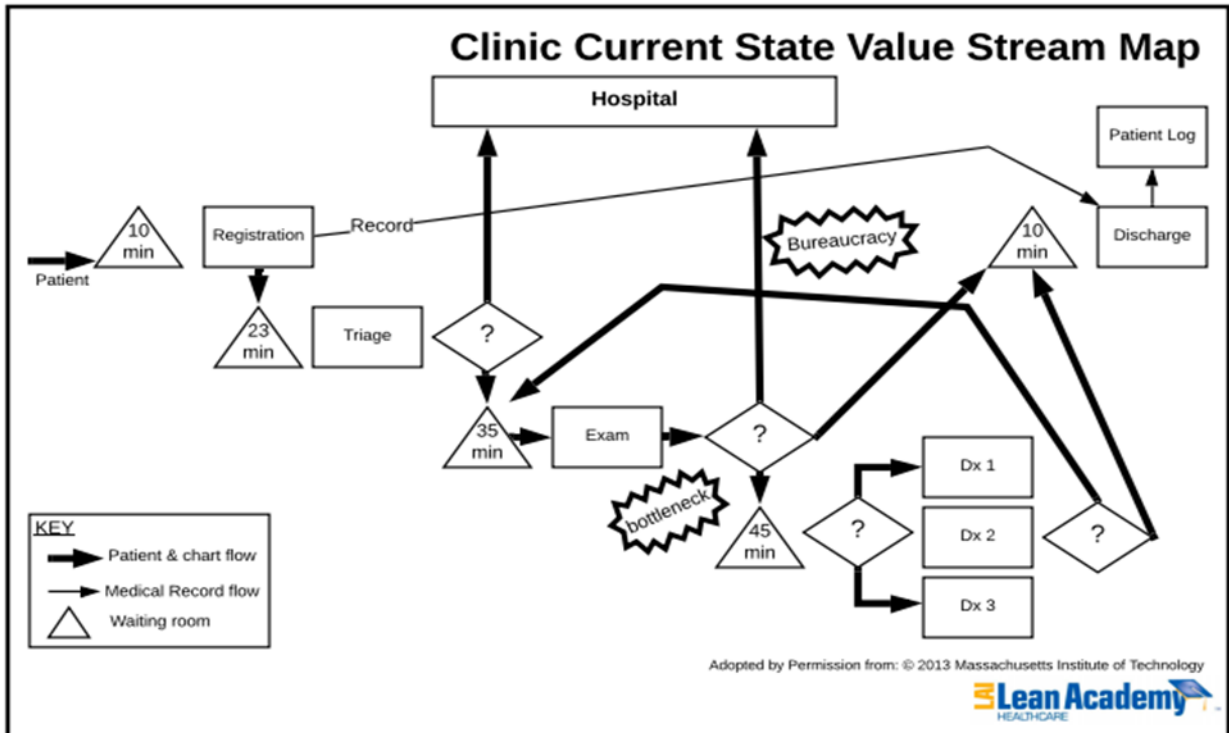 Clinic Current State Value Stream Map
Hospital
Patient Log
10
min
Registration
Record
Bureaucracy
10
min
Discharge
Patient
23
min
Triage
?
35
min
Exam
?
bottleneck
45
min
?
Dx 1
Dx 2
Dx 3
?
KEY
Patient & chart flow
Medical Record flow
Waiting room
Adopted by Permission from: © 2013 Massachusetts Institute of Technology
LAI Lean Academy
HEALTHCARE